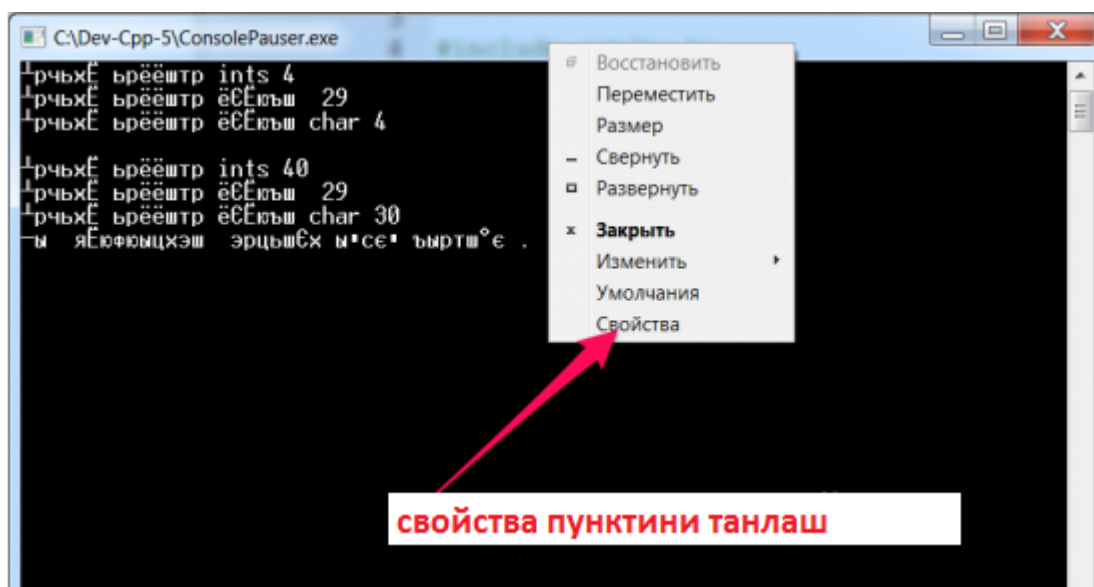 C:\Dev-Cpp-5\ConsolePauser.exe
┴рчьхЁ ьрёёштр ints 4
┴рчьхЁ ьрёёштр ёЄЁюъш 29
┴рчьхЁ ьрёёштр ёЄЁюъш char 4
┴рчьхЁ ьрёёштр ints 40
┴рчьхЁ ьрёёштр ёЄЁюъш 29
┴рчьхЁ ьрёёштр ёЄЁюъш char 30
Восстановить
Переместить
Размер
Свернуть
Развернуть
Закрыть
Изменить
Умолчания
Свойства
свойства пунктини танлаш